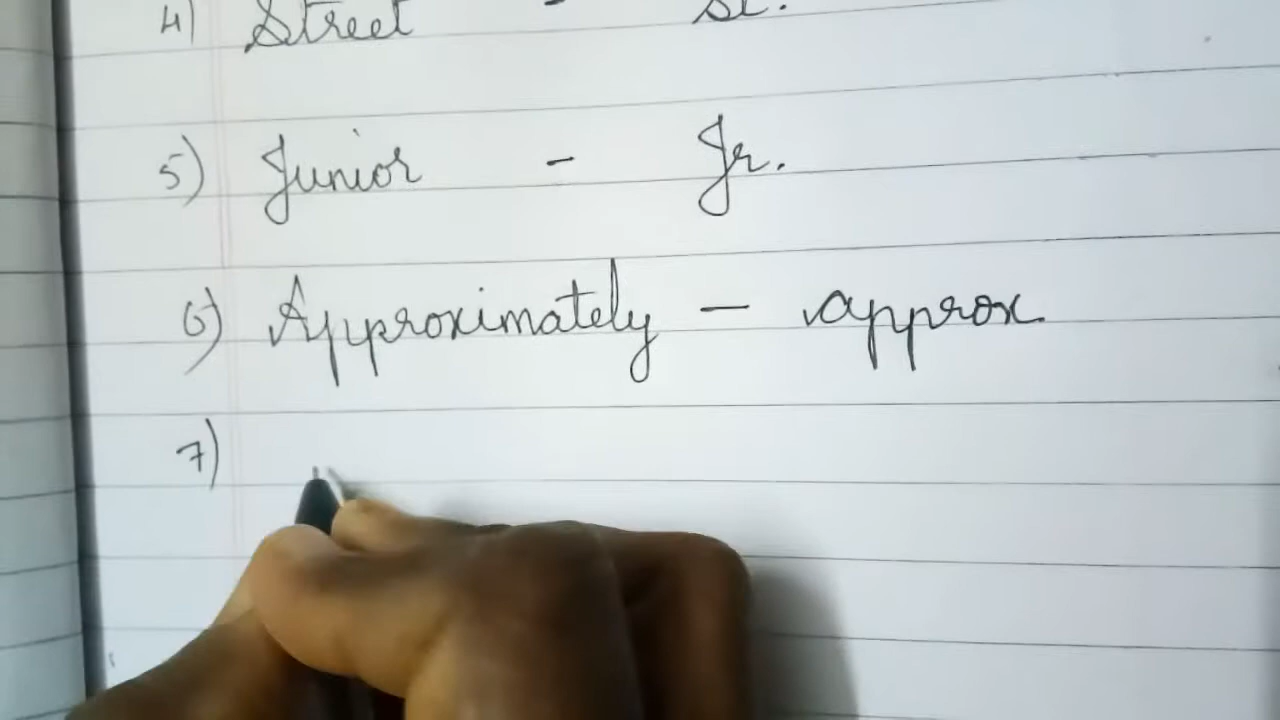 4) Street - St.
5) Junior - Jr.
6) Approximately - approx.
7)